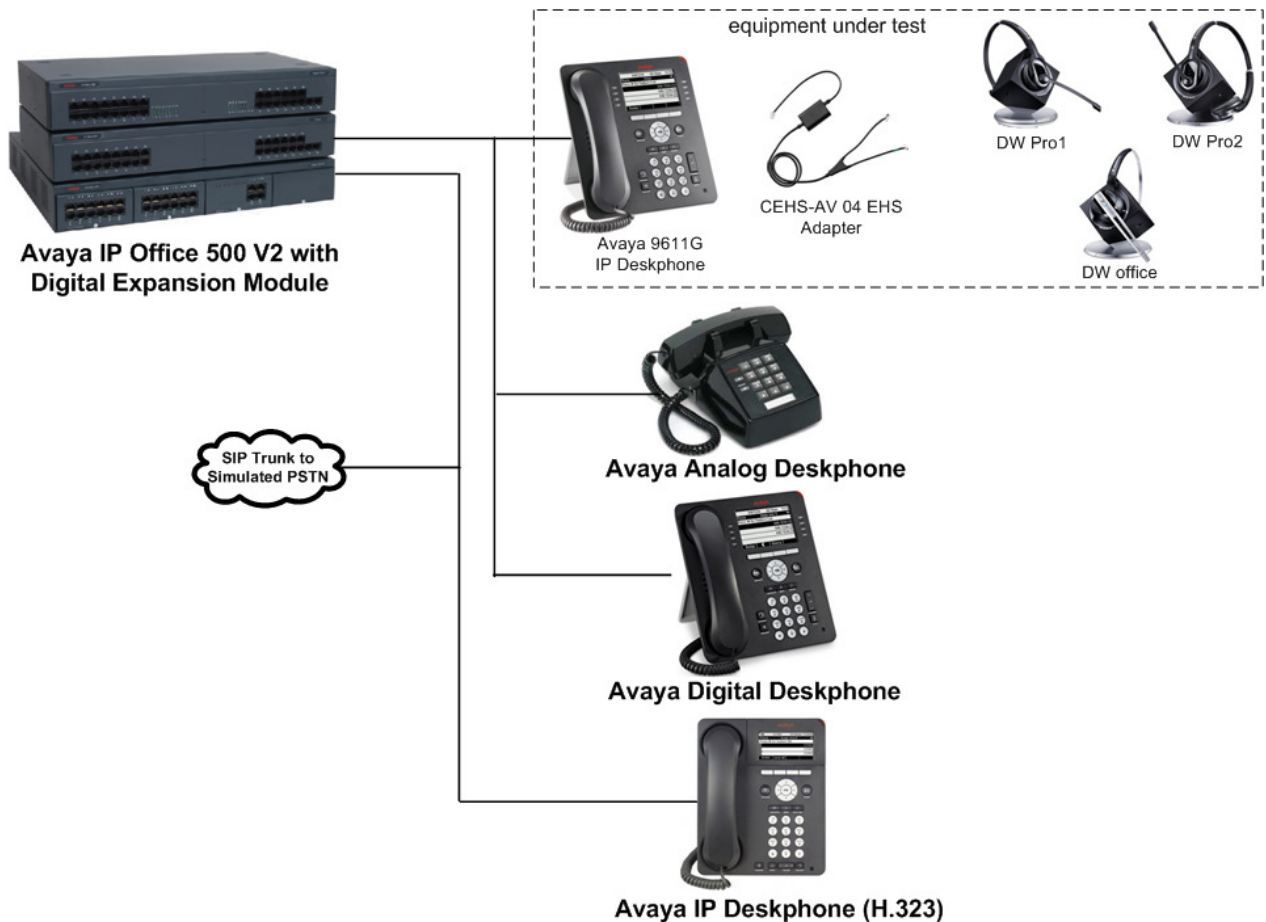 equipment under test
DW Pro1
DW Pro2
CEHS-AV 04 EHS
Adapter
Avaya 9611G
IP Deskphone
DW office
Avaya IP Office 500 V2 with
Digital Expansion Module
Avaya Analog Deskphone
SIP Trunk to
Simulated PSTN
Avaya Digital Deskphone
Avaya IP Deskphone (H.323)